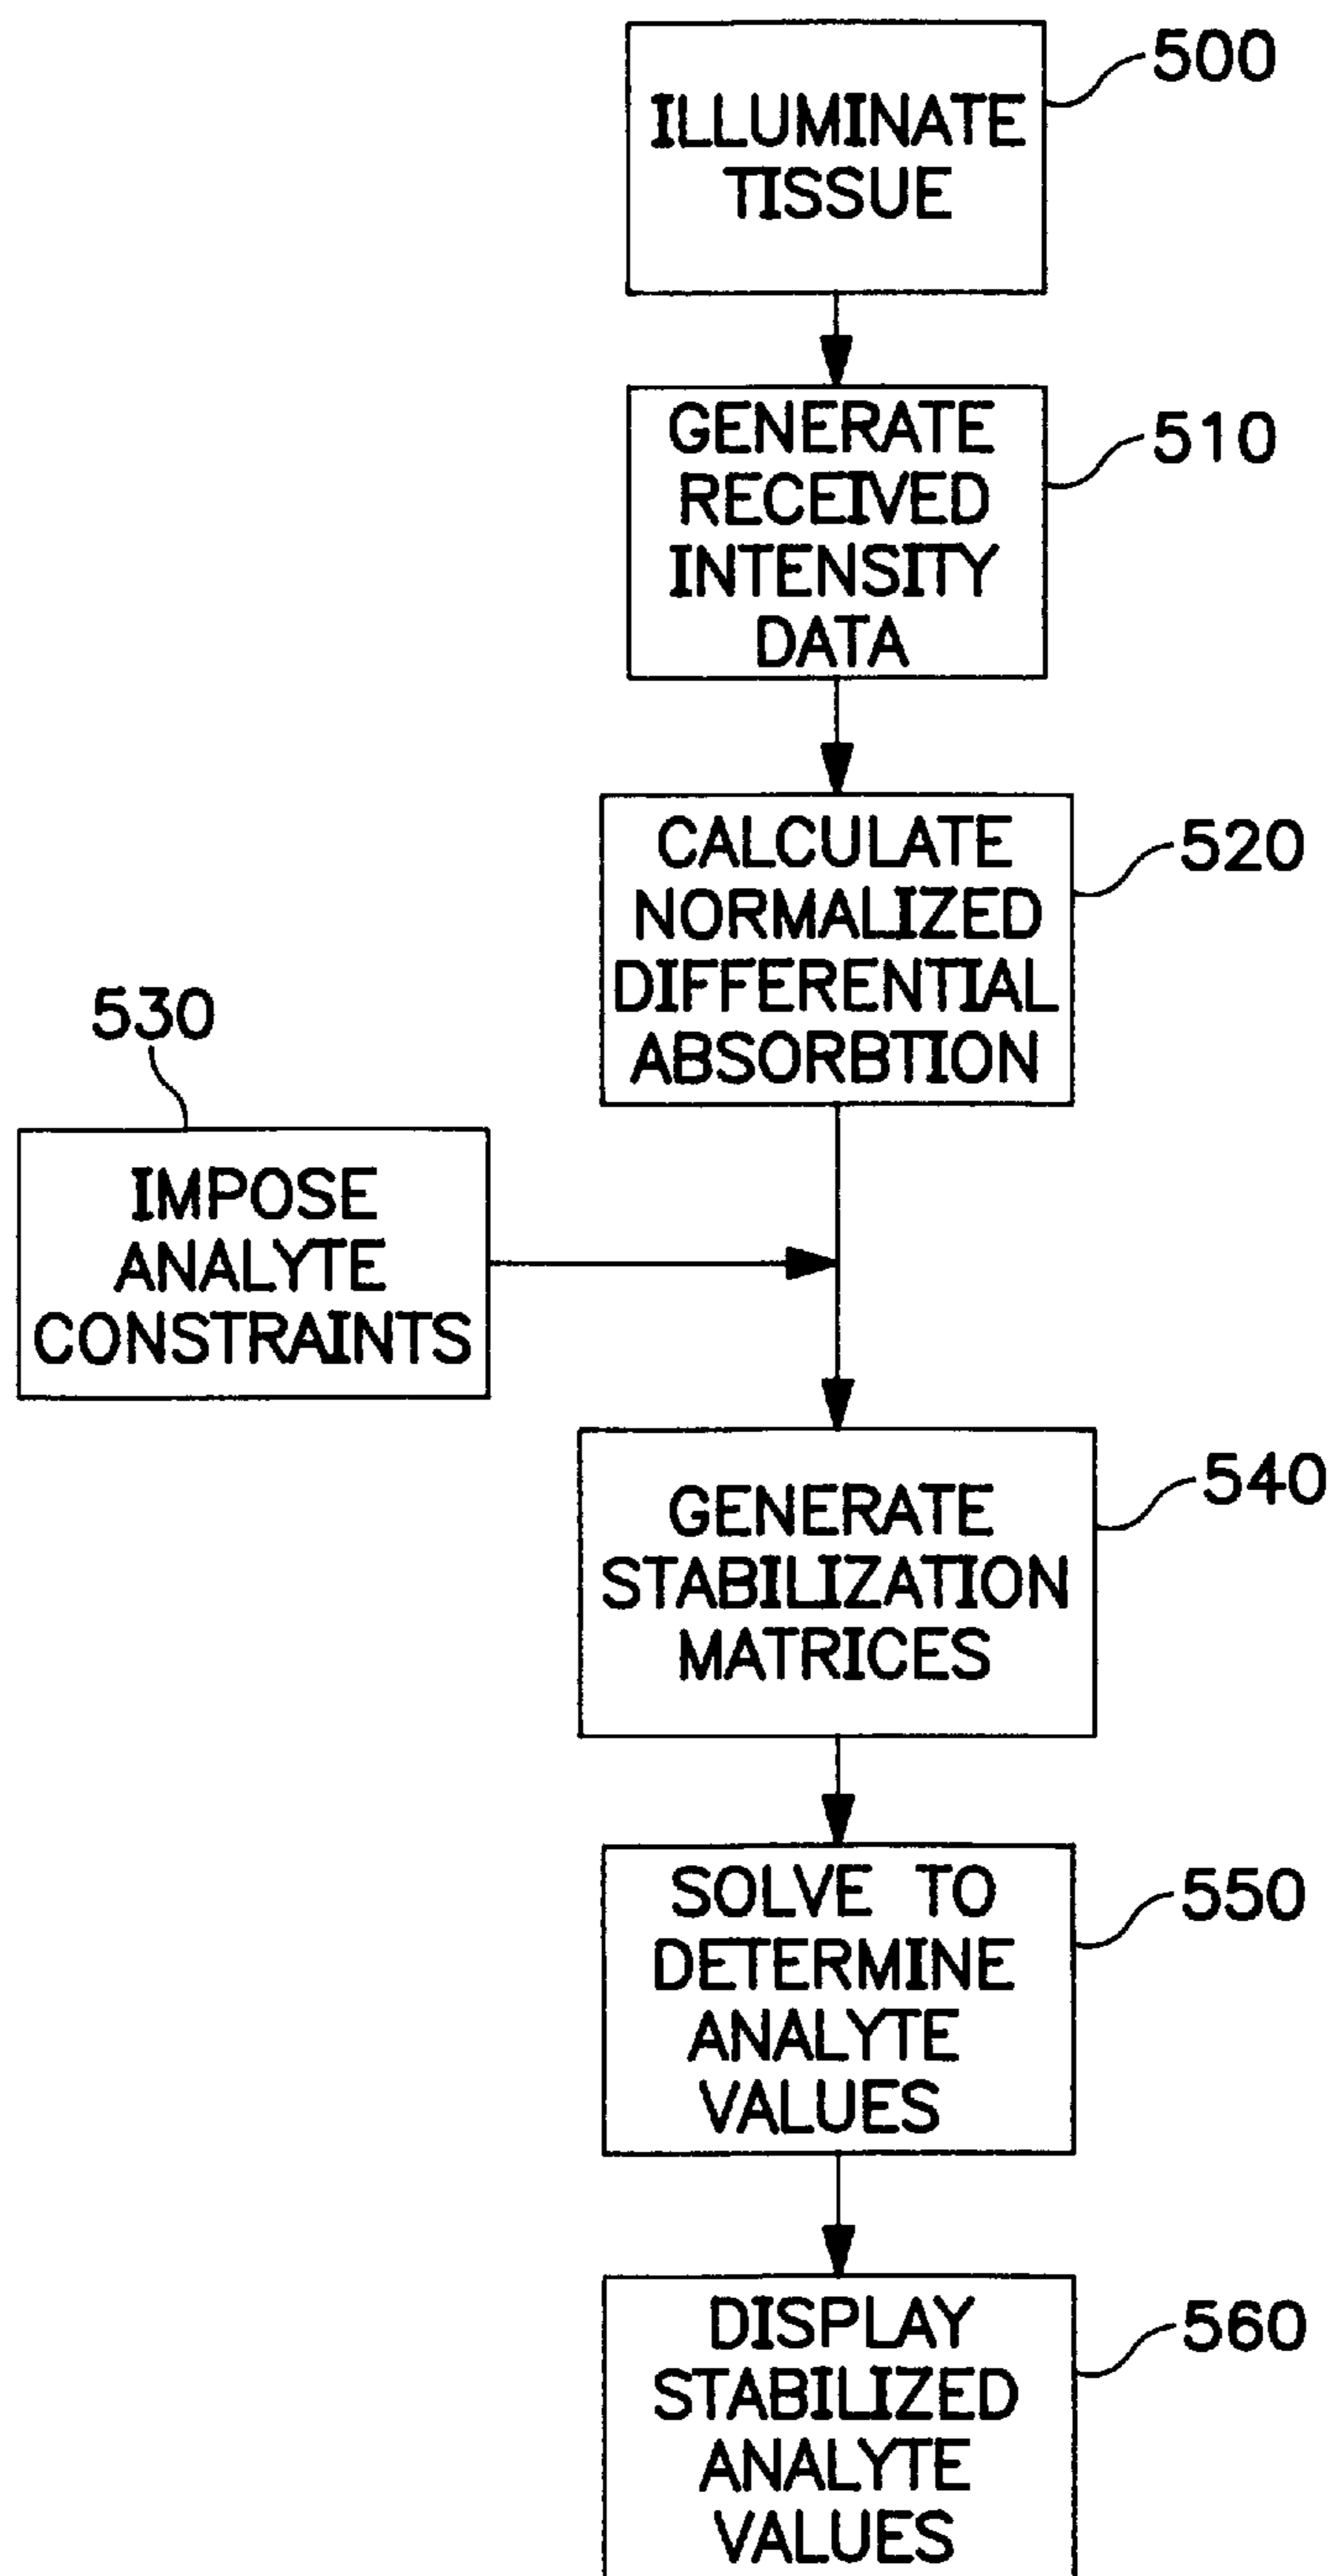 500
ILLUMINATE
TISSUE
510
GENERATE
RECEIVED
INTENSITY
DATA
520
CALCULATE
NORMALIZED
DIFFERENTIAL
ABSORBTION
530
IMPOSE
ANALYTE
CONSTRAINTS
540
GENERATE
STABILIZATION
MATRICES
550
SOLVE TO
DETERMINE
ANALYTE
VALUES
560
DISPLAY
STABILIZED
ANALYTE
VALUES